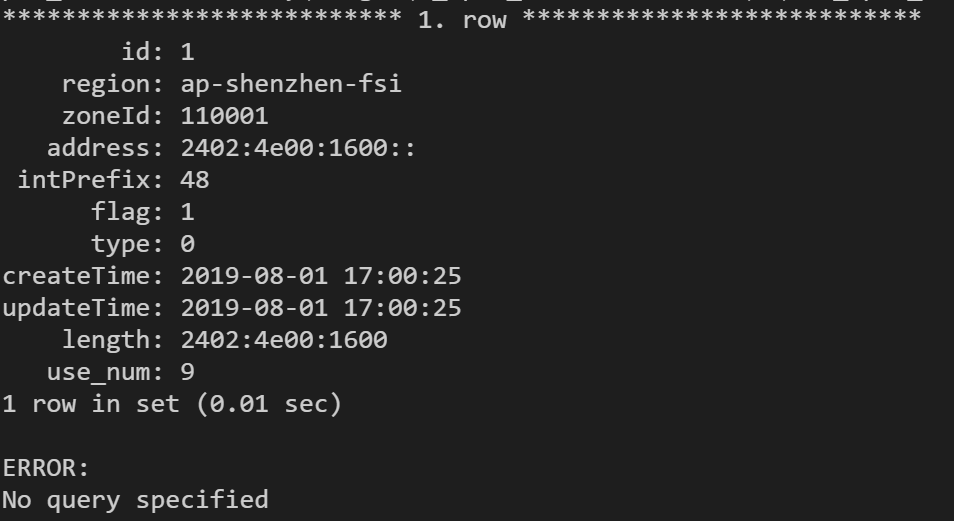 *************************** 1. row ***************************
id: 1
region: ap-shenzhen-fsi
zoneId: 110001
address: 2402:4e00:1600::
intPrefix: 48
flag: 1
type: 0
createTime: 2019-08-01 17:00:25
updateTime: 2019-08-01 17:00:25
length: 2402:4e00:1600
use_num: 9
1 row in set (0.01 sec)
ERROR:
No query specified